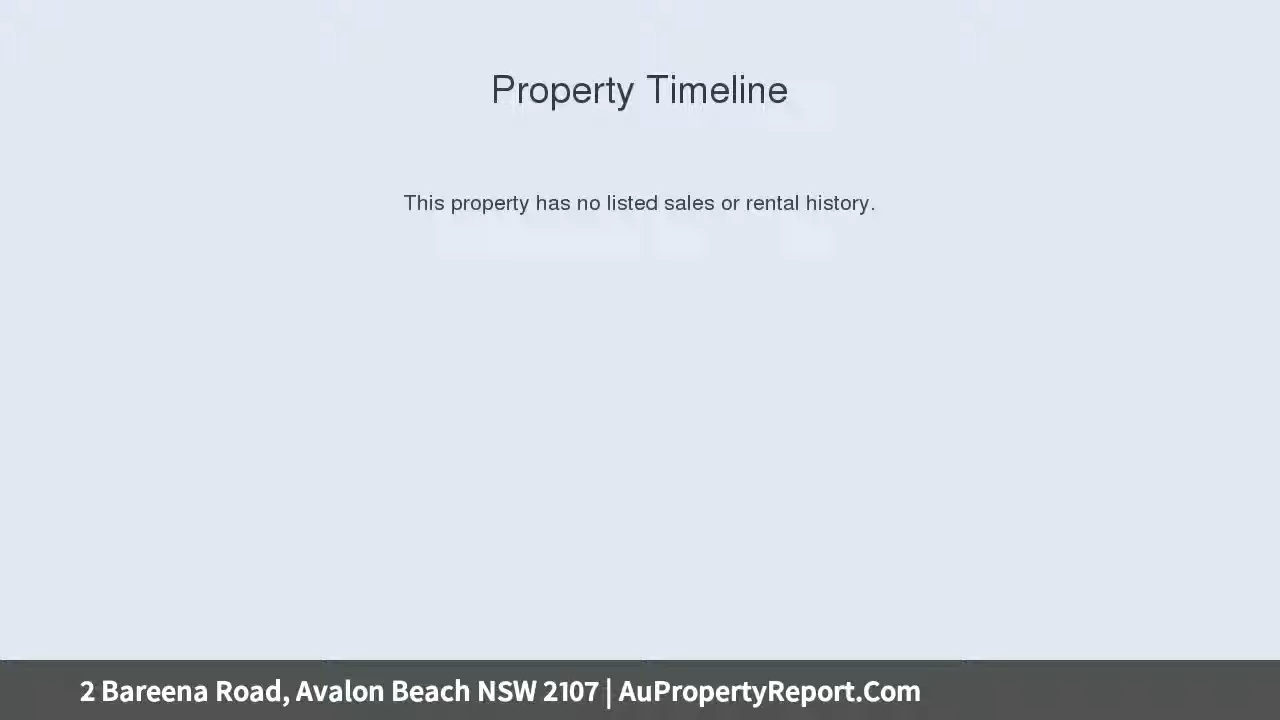 Property Timeline
This property has no listed sales or rental history.
2 Bareena Road, Avalon Beach NSW 2107 | AuPropertyReport.Com